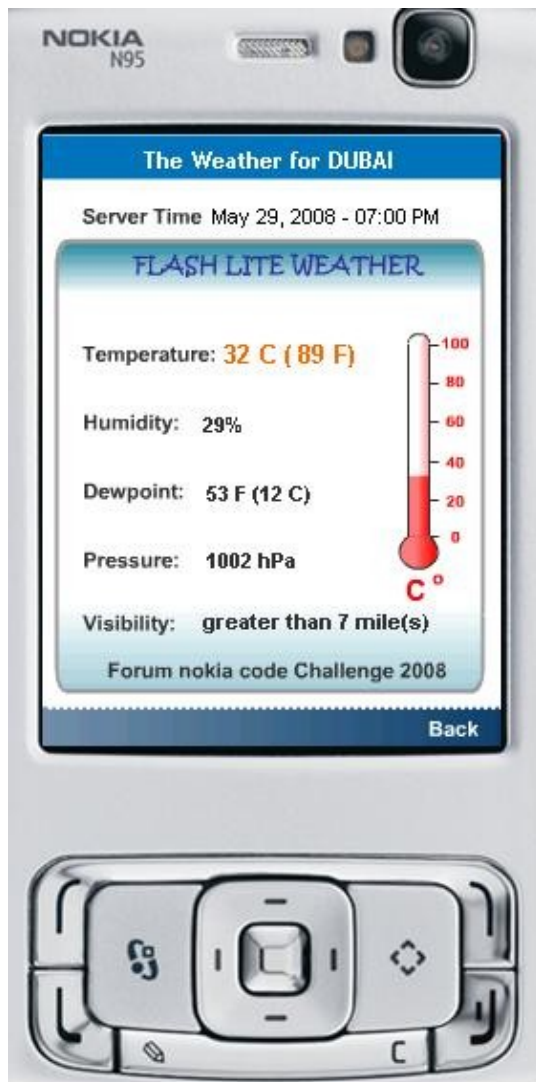 NOKIA
N95
The Weather for DUBAI
Server Time May 29, 2008 - 07:00 PM
FLASH LITE WEATHER
Temperature: 32 C ( 89 F)
Humidity: 29%
Dewpoint: 53 F (12 C)
Pressure: 1002 hPa
Visibility: greater than 7 mile(s)
100
80
60
40
20
0
C °
Forum nokia code Challenge 2008
Back
C